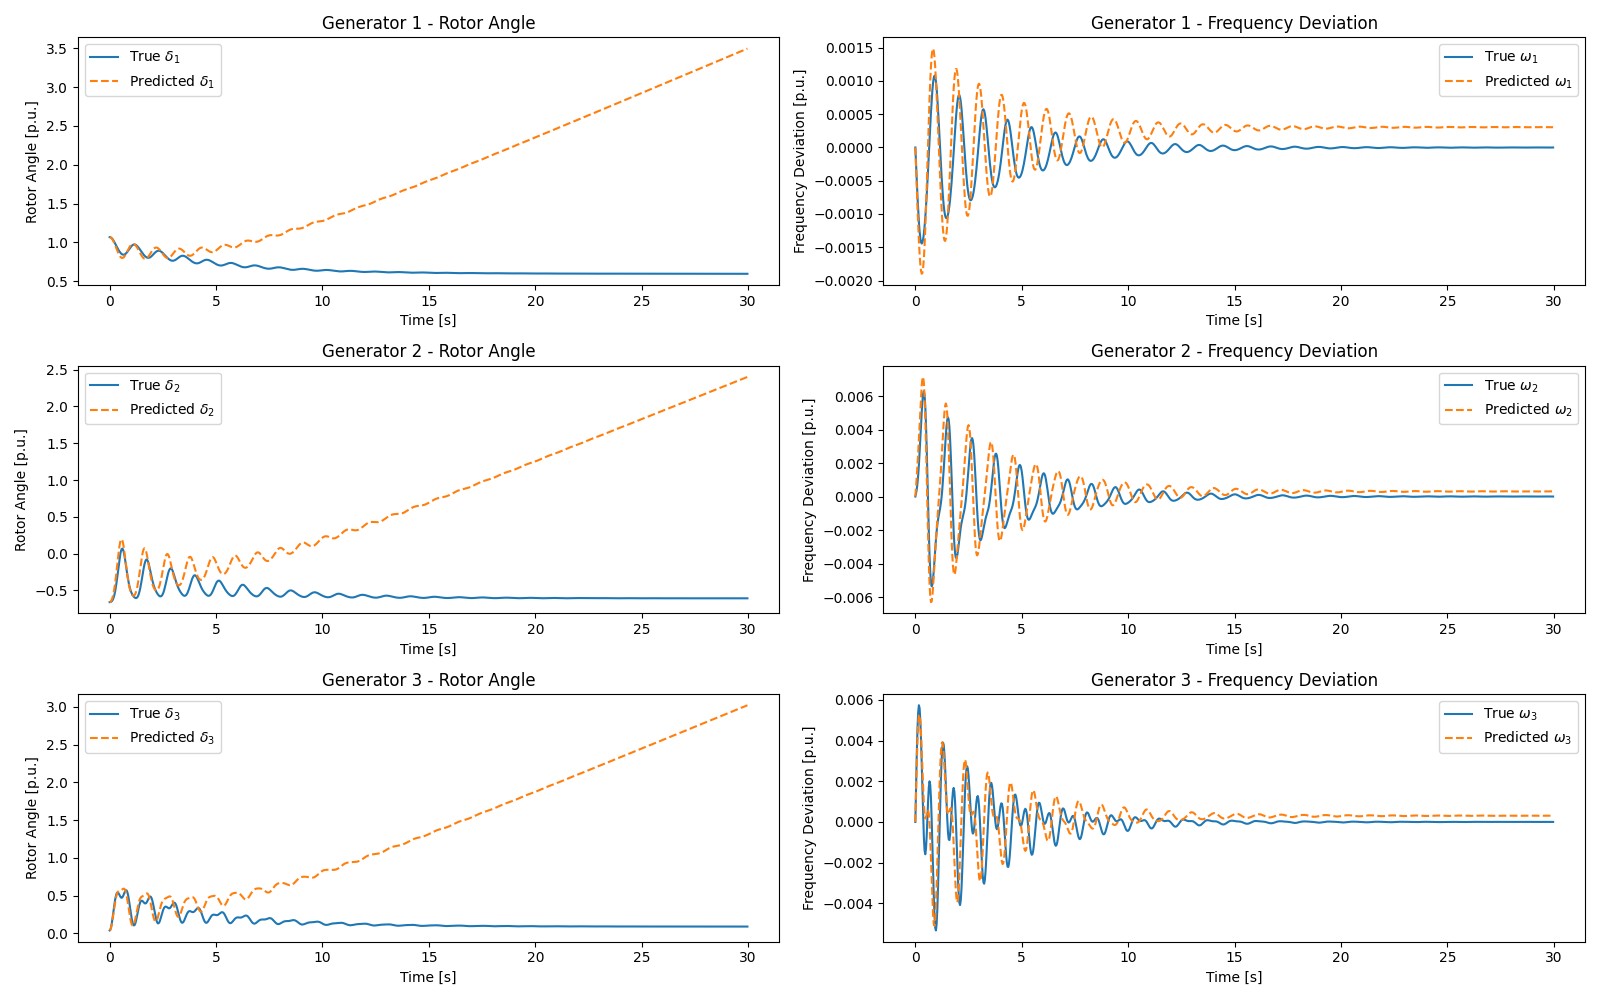 Generator 1 - Rotor Angle
Rotor Angle [p.u.]
3.5
3.0
2.5
2.0
1.5
1.0
0.5
True δ₁
Predicted δ₁
0 5 10 15 20 25 30
Time [s]
Generator 1 - Frequency Deviation
Frequency Deviation [p.u.]
0.0015
0.0010
0.0005
0.0000
−0.0005
−0.0010
−0.0015
−0.0020
True ω₁
Predicted ω₁
0 5 10 15 20 25 30
Time [s]
Generator 2 - Rotor Angle
Rotor Angle [p.u.]
2.5
2.0
1.5
1.0
0.5
0.0
−0.5
True δ₂
Predicted δ₂
0 5 10 15 20 25 30
Time [s]
Generator 2 - Frequency Deviation
Frequency Deviation [p.u.]
0.006
0.004
0.002
0.000
−0.002
−0.004
−0.006
True ω₂
Predicted ω₂
0 5 10 15 20 25 30
Time [s]
Generator 3 - Rotor Angle
Rotor Angle [p.u.]
3.0
2.5
2.0
1.5
1.0
0.5
0.0
True δ₃
Predicted δ₃
0 5 10 15 20 25 30
Time [s]
Generator 3 - Frequency Deviation
Frequency Deviation [p.u.]
0.006
0.004
0.002
0.000
−0.002
−0.004
True ω₃
Predicted ω₃
0 5 10 15 20 25 30
Time [s]